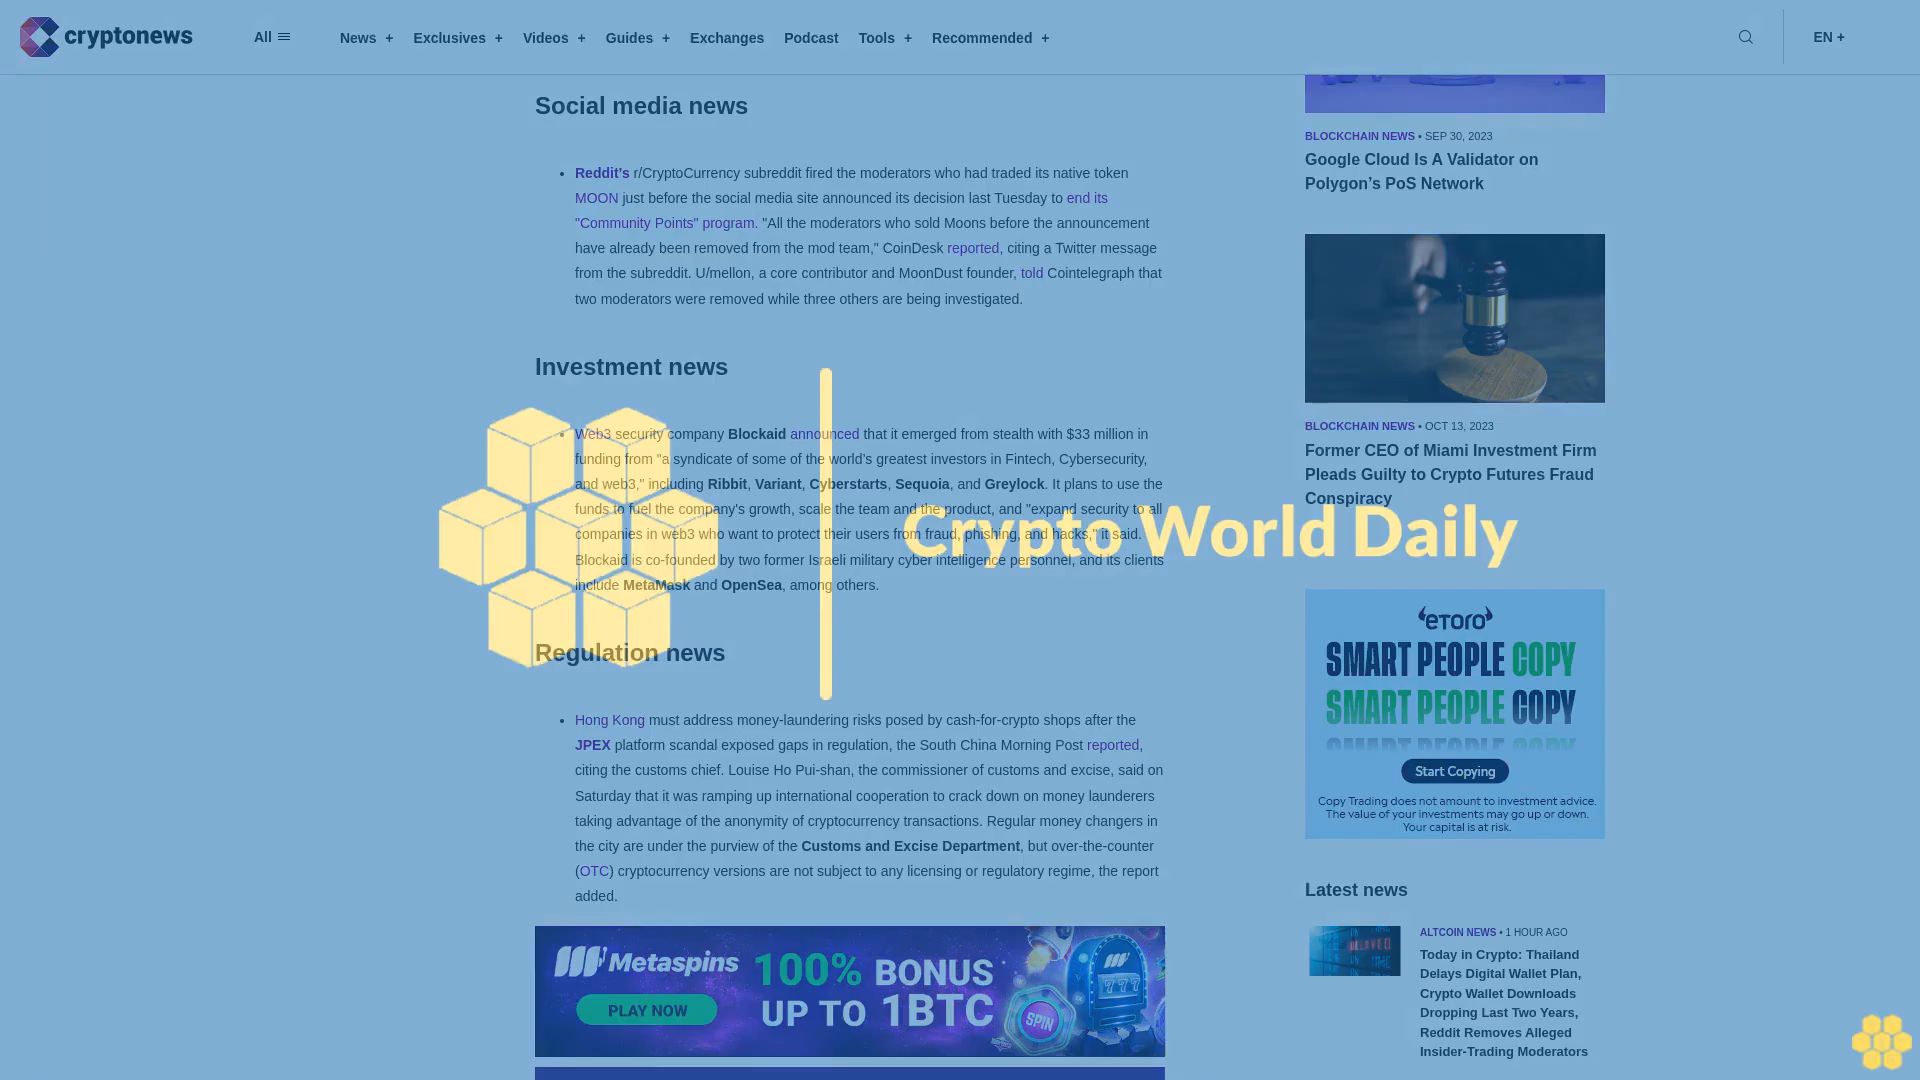 cryptonews
All
News +
Exclusives +
Videos +
Guides +
Exchanges
Podcast
Tools +
Recommended +
EN +
Social media news
Reddit’s r/CryptoCurrency subreddit fired the moderators who had traded its native token
MOON just before the social media site announced its decision last Tuesday to end its
"Community Points" program. "All the moderators who sold Moons before the announcement
have already been removed from the mod team," CoinDesk reported, citing a Twitter message
from the subreddit. U/mellon, a core contributor and MoonDust founder, told Cointelegraph that
two moderators were removed while three others are being investigated.
Investment news
Web3 security company Blockaid announced that it emerged from stealth with $33 million in
funding from "a syndicate of some of the world’s greatest investors in Fintech, Cybersecurity,
and web3," including Ribbit, Variant, Cyberstarts, Sequoia, and Greylock. It plans to use the
funds to fuel the company's growth, scale the team and the product, and "expand security to all
companies in web3 who want to protect their users from fraud, phishing, and hacks," it said.
Blockaid is co-founded by two former Israeli military cyber intelligence personnel, and its clients
include MetaMask and OpenSea, among others.
Crypto World Daily
Regulation news
Hong Kong must address money-laundering risks posed by cash-for-crypto shops after the
JPEX platform scandal exposed gaps in regulation, the South China Morning Post reported,
citing the customs chief. Louise Ho Pui-shan, the commissioner of customs and excise, said on
Saturday that it was ramping up international cooperation to crack down on money launderers
taking advantage of the anonymity of cryptocurrency transactions. Regular money changers in
the city are under the purview of the Customs and Excise Department, but over-the-counter
(OTC) cryptocurrency versions are not subject to any licensing or regulatory regime, the report
added.
Metaspins
PLAY NOW
100% BONUS
UP TO 1BTC
777
SPIN
BLOCKCHAIN NEWS • SEP 30, 2023
Google Cloud Is A Validator on
Polygon’s PoS Network
BLOCKCHAIN NEWS • OCT 13, 2023
Former CEO of Miami Investment Firm
Pleads Guilty to Crypto Futures Fraud
Conspiracy
eToro
SMART PEOPLE COPY
SMART PEOPLE COPY
SMART PEOPLE COPY
Start Copying
Copy Trading does not amount to investment advice.
The value of your investments may go up or down.
Your capital is at risk.
Latest news
DELAYED
ALTCOIN NEWS • 1 HOUR AGO
Today in Crypto: Thailand
Delays Digital Wallet Plan,
Crypto Wallet Downloads
Dropping Last Two Years,
Reddit Removes Alleged
Insider-Trading Moderators